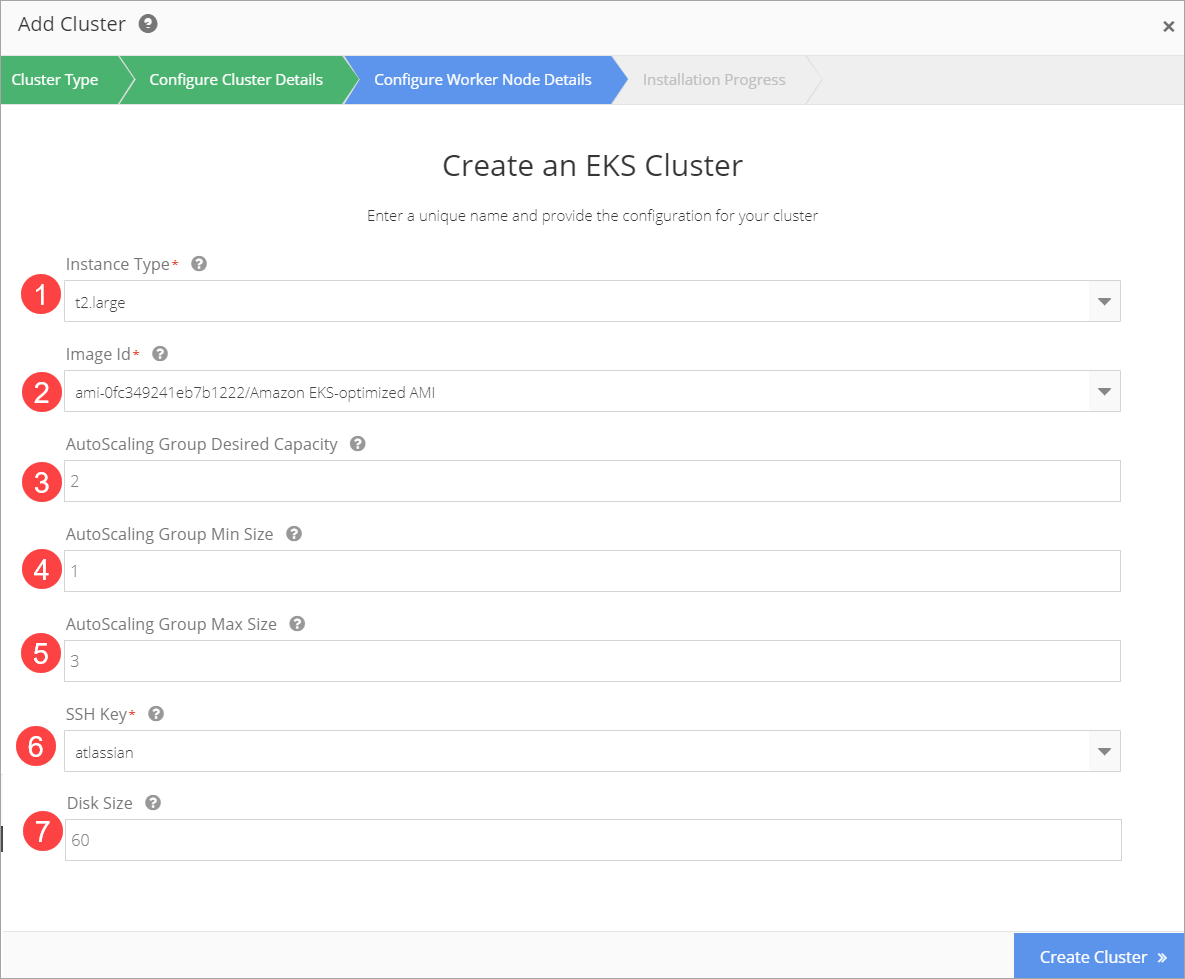 Add Cluster ?
×
Cluster Type Configure Cluster Details Configure Worker Node Details Installation Progress
Create an EKS Cluster
Enter a unique name and provide the configuration for your cluster
Instance Type* ?
1 t2.large
Image Id* ?
2 ami-0fc349241eb7b1222/Amazon EKS-optimized AMI
AutoScaling Group Desired Capacity ?
3 2
AutoScaling Group Min Size ?
4 1
AutoScaling Group Max Size ?
5 3
SSH Key* ?
6 atlassian
Disk Size ?
7 60
Create Cluster »